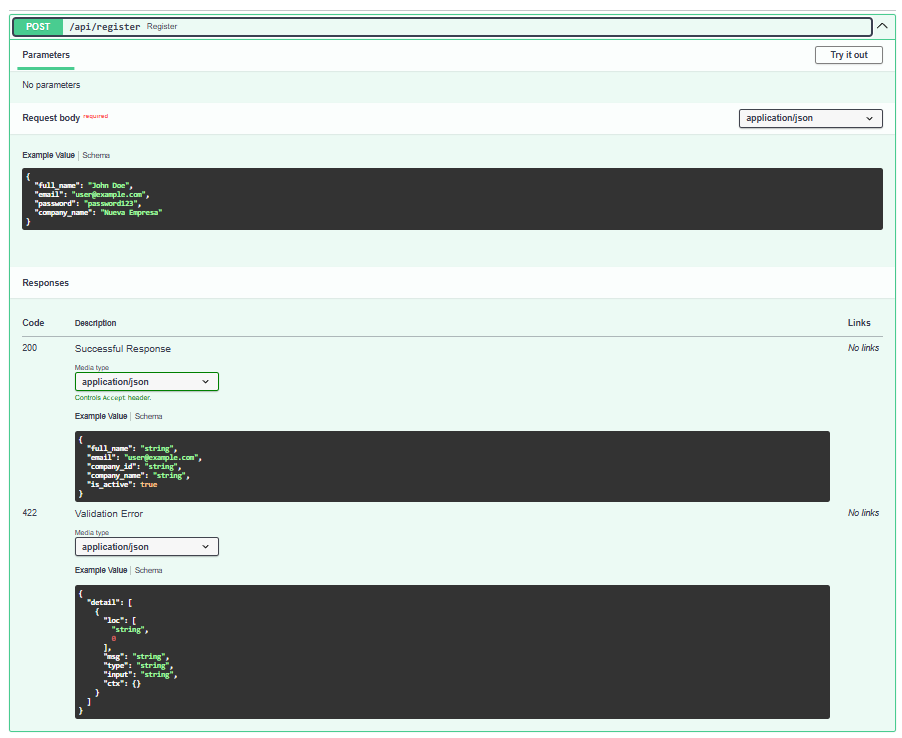 POST /api/register Register
Parameters
Try it out
No parameters
Request body required
application/json
Example Value | Schema
{
  "full_name": "John Doe",
  "email": "user@example.com",
  "password": "password123",
  "company_name": "Nueva Empresa"
}
Responses
Code Description Links
200 Successful Response No links
Media type
application/json
Controls Accept header.
Example Value | Schema
{
  "full_name": "string",
  "email": "user@example.com",
  "company_id": "string",
  "company_name": "string",
  "is_active": true
}
422 Validation Error No links
Media type
application/json
Example Value | Schema
{
  "detail": [
    {
      "loc": [
        "string",
        0
      ],
      "msg": "string",
      "type": "string",
      "input": "string",
      "ctx": {}
    }
  ]
}